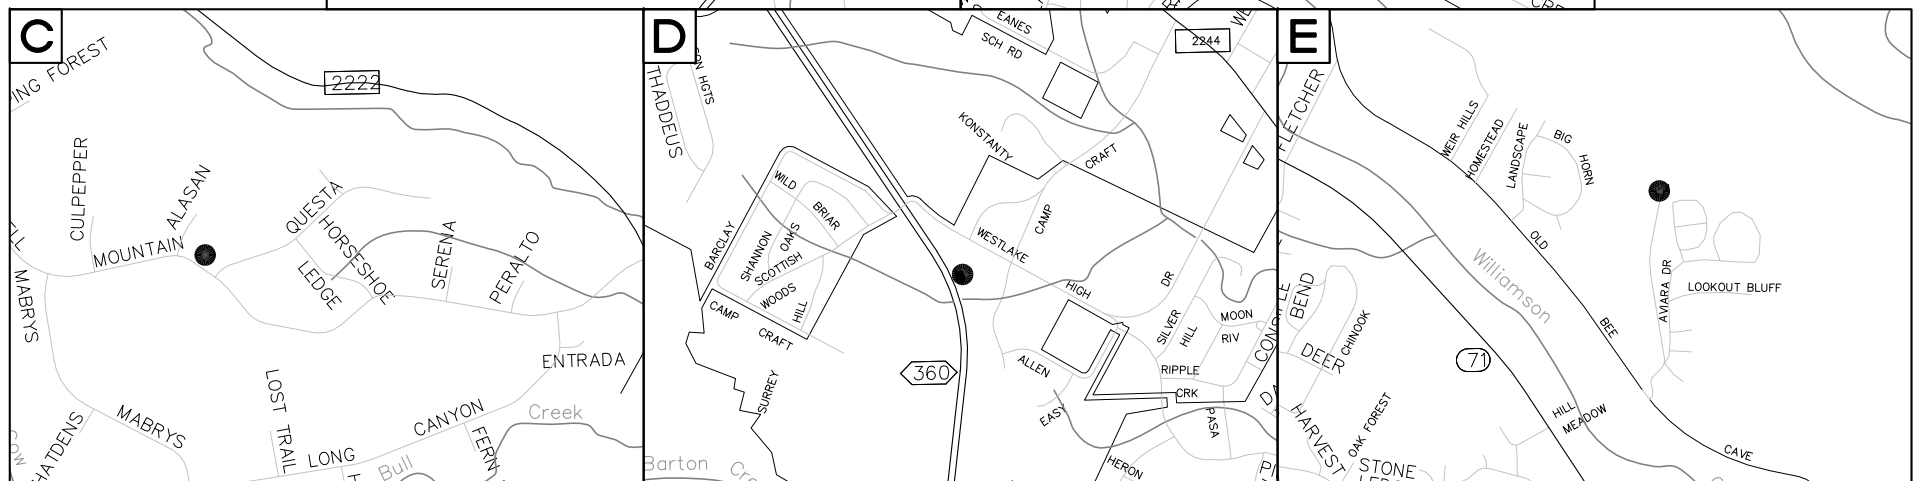 C
2222
CULPEPPER
ALASAN
QUESTA
MOUNTAIN
HORSESHOE
LEDGE
SERENA
PERALTO
MABRYS
ENTRADA
LOST TRAIL
MABRYS
CANYON
Creek
LONG
FERN
Bull
D
EANES
SCH RD
2244
HGTS
THADDEUS
KONSTANTY
CRAFT
CAMP
WILD
BRIAR
BARCLAY
SHANNON
OAKS
SCOTTISH
WOODS
HILL
CAMP
CRAFT
WESTLAKE
HIGH
DR
SILVER
HILL
MOON
RIV
ALLEN
RIPPLE
CRK
360
SURREY
EASY
PASA
HERON
Barton
E
WEIR HILLS
HOMESTEAD
LANDSCAPE
BIG
HORN
OLD
BEE
CAVE
Williamson
AVIARA DR
LOOKOUT BLUFF
BEND
CHINOOK
DEER
71
HILL
MEADOW
HARVEST
OAK FOREST
STONE